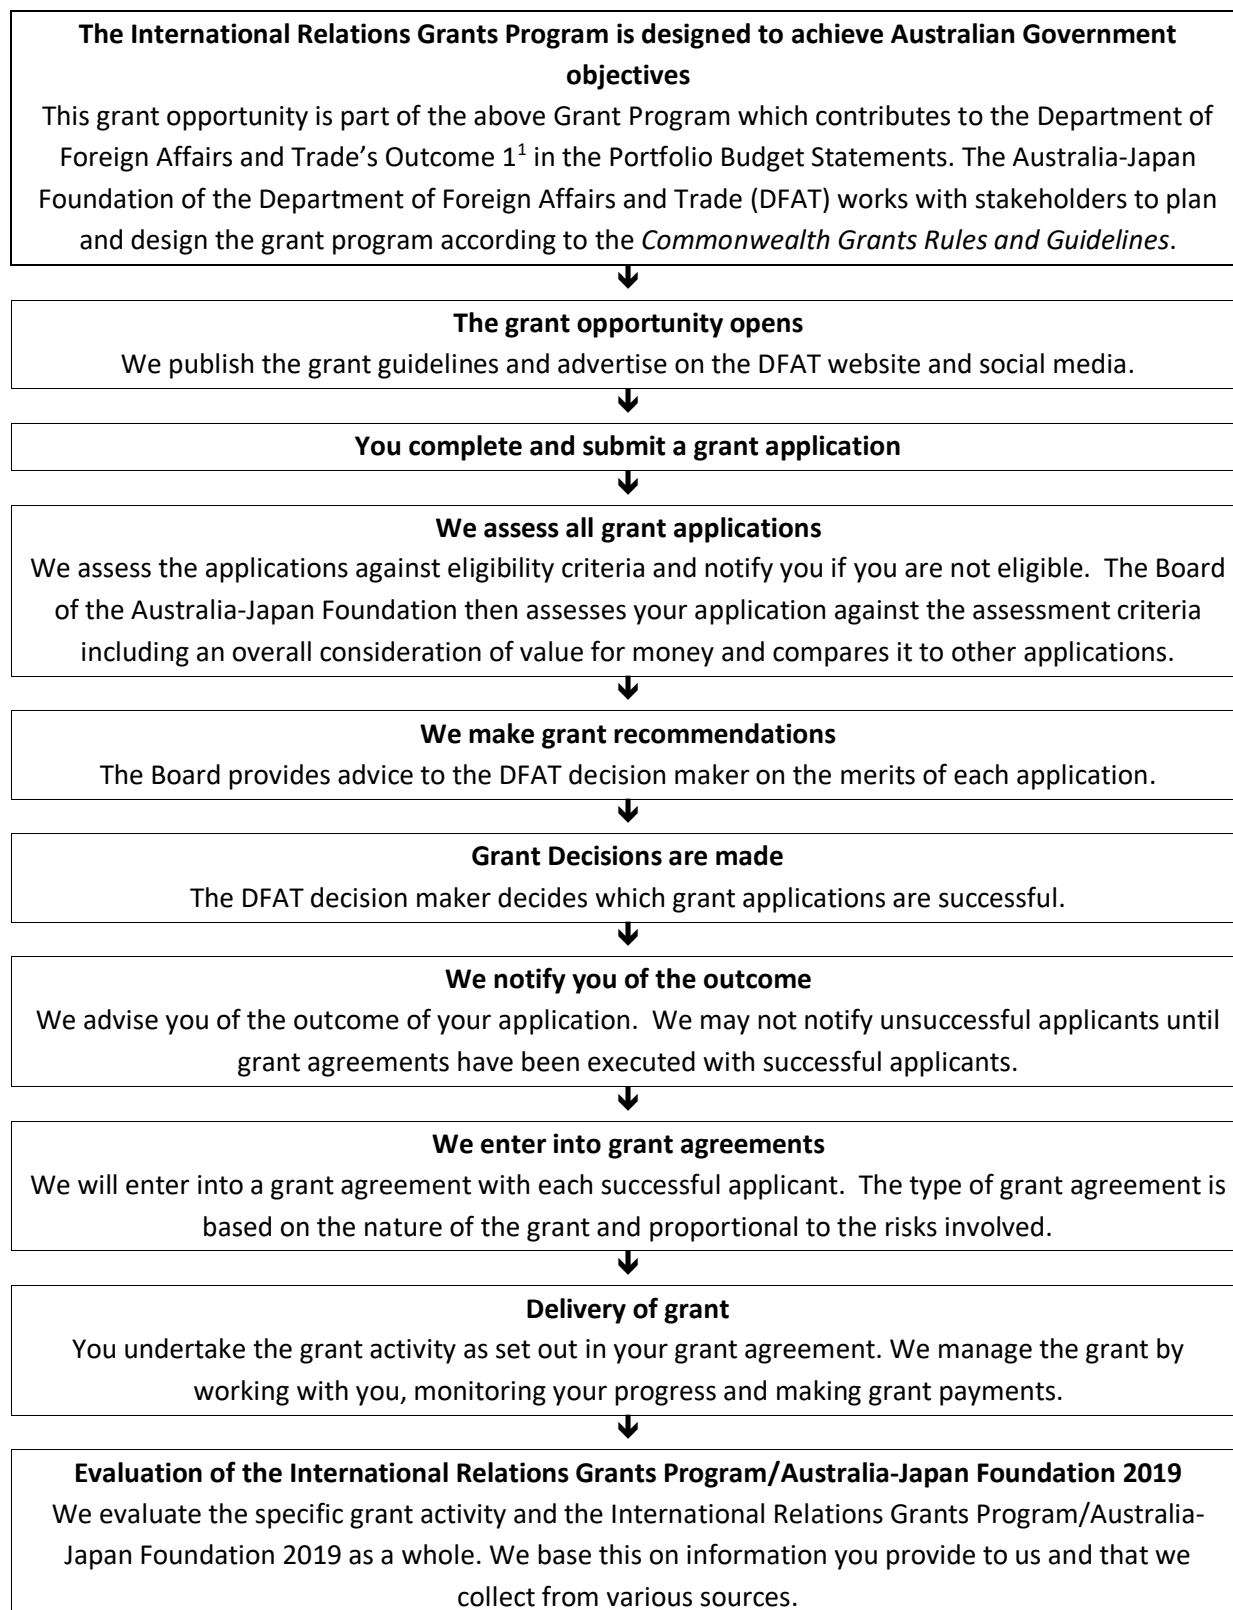 The International Relations Grants Program is designed to achieve Australian Government
objectives
This grant opportunity is part of the above Grant Program which contributes to the Department of
Foreign Affairs and Trade’s Outcome 1¹ in the Portfolio Budget Statements. The Australia-Japan
Foundation of the Department of Foreign Affairs and Trade (DFAT) works with stakeholders to plan
and design the grant program according to the Commonwealth Grants Rules and Guidelines.
The grant opportunity opens
We publish the grant guidelines and advertise on the DFAT website and social media.
You complete and submit a grant application
We assess all grant applications
We assess the applications against eligibility criteria and notify you if you are not eligible.  The Board
of the Australia-Japan Foundation then assesses your application against the assessment criteria
including an overall consideration of value for money and compares it to other applications.
We make grant recommendations
The Board provides advice to the DFAT decision maker on the merits of each application.
Grant Decisions are made
The DFAT decision maker decides which grant applications are successful.
We notify you of the outcome
We advise you of the outcome of your application.  We may not notify unsuccessful applicants until
grant agreements have been executed with successful applicants.
We enter into grant agreements
We will enter into a grant agreement with each successful applicant.  The type of grant agreement is
based on the nature of the grant and proportional to the risks involved.
Delivery of grant
You undertake the grant activity as set out in your grant agreement. We manage the grant by
working with you, monitoring your progress and making grant payments.
Evaluation of the International Relations Grants Program/Australia-Japan Foundation 2019
We evaluate the specific grant activity and the International Relations Grants Program/Australia-
Japan Foundation 2019 as a whole. We base this on information you provide to us and that we
collect from various sources.